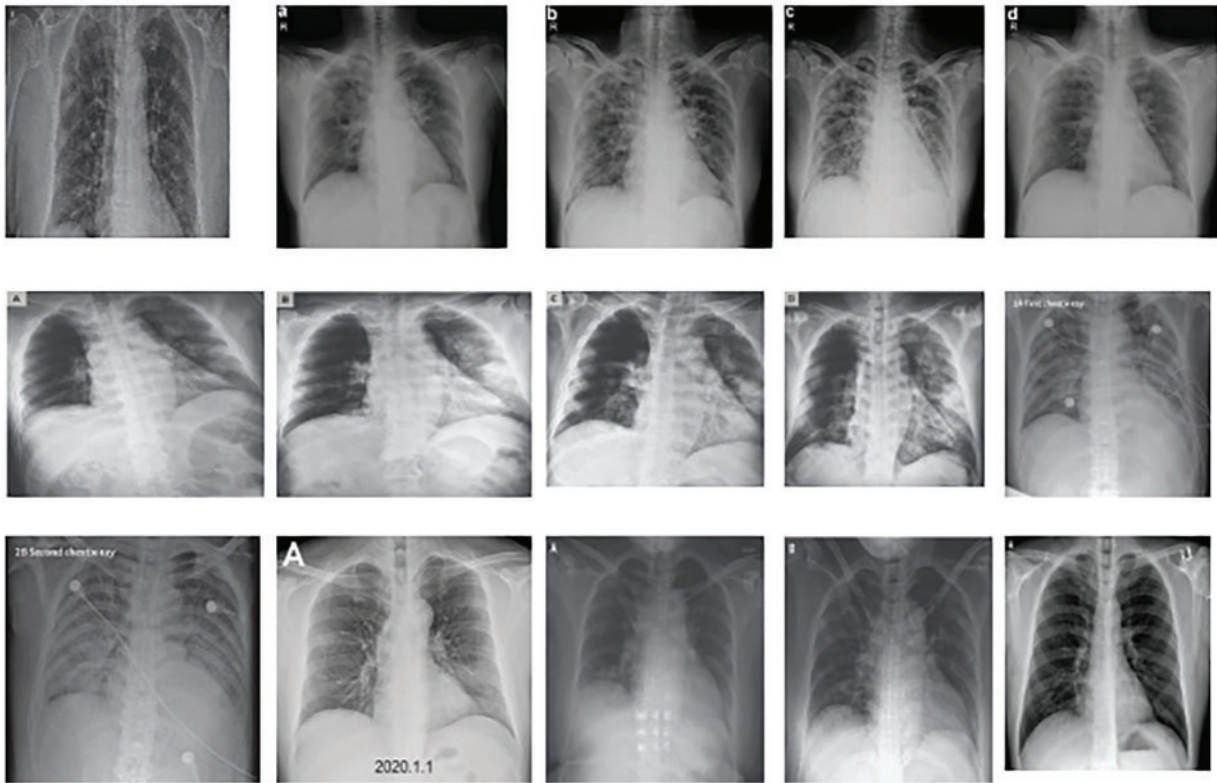 a
R
b
R
c
R
d
R
A
B
C
D
1A First chest x-ray
2B Second chest x-ray
A
2020.1.1
A
B